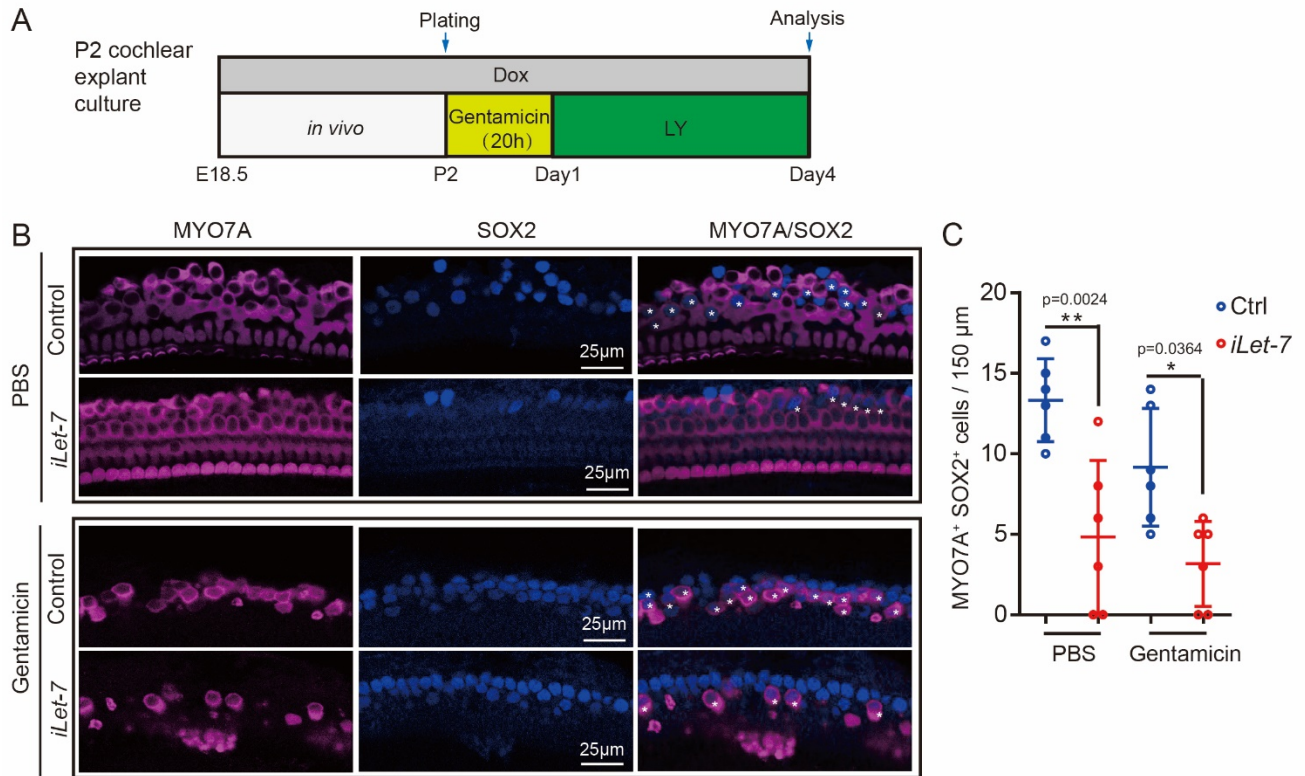 A
Plating
Analysis
P2 cochlear
explant
culture
Dox
in vivo
Gentamicin
(20h)
LY
E18.5
P2
Day1
Day4
B
MYO7A
SOX2
MYO7A/SOX2
PBS
Control
25μm
iLet-7
25μm
Gentamicin
Control
25μm
iLet-7
25μm
C
MYO7A⁺ SOX2⁺ cells / 150 μm
20
15
10
5
0
p=0.0024
**
p=0.0364
*
Ctrl
iLet-7
PBS
Gentamicin